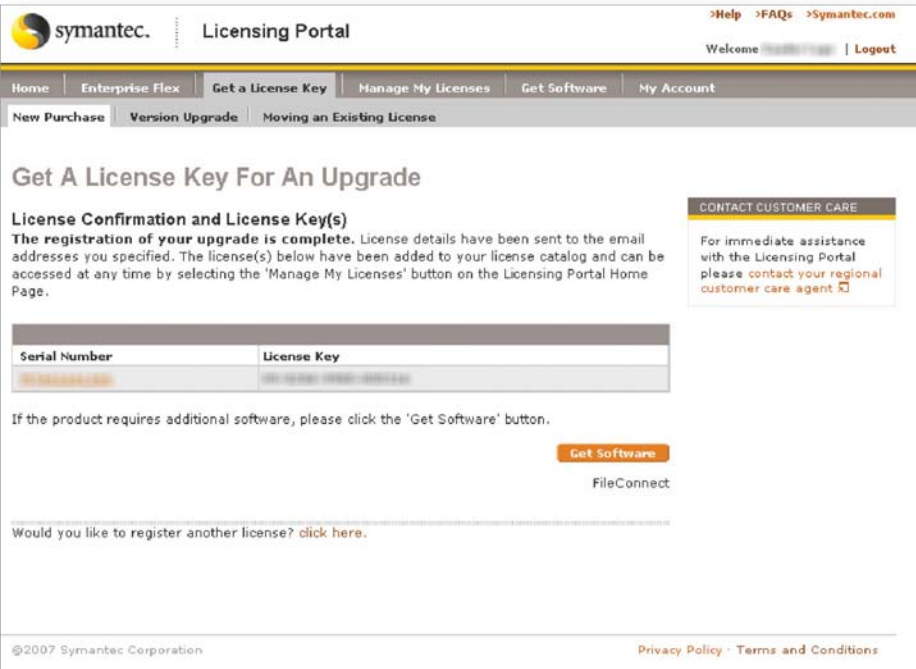 >Help >FAQs >Symantec.com
symantec. Licensing Portal
Welcome | Logout
Home Enterprise Flex Get a License Key Manage My Licenses Get Software My Account
New Purchase Version Upgrade Moving an Existing License
Get A License Key For An Upgrade
License Confirmation and License Key(s)
The registration of your upgrade is complete. License details have been sent to the email
addresses you specified. The license(s) below have been added to your license catalog and can be
accessed at any time by selecting the 'Manage My Licenses' button on the Licensing Portal Home
Page.
CONTACT CUSTOMER CARE
For immediate assistance
with the Licensing Portal
please contact your regional
customer care agent
Serial Number License Key
If the product requires additional software, please click the 'Get Software' button.
Get Software
FileConnect
Would you like to register another license? click here.
©2007 Symantec Corporation
Privacy Policy · Terms and Conditions